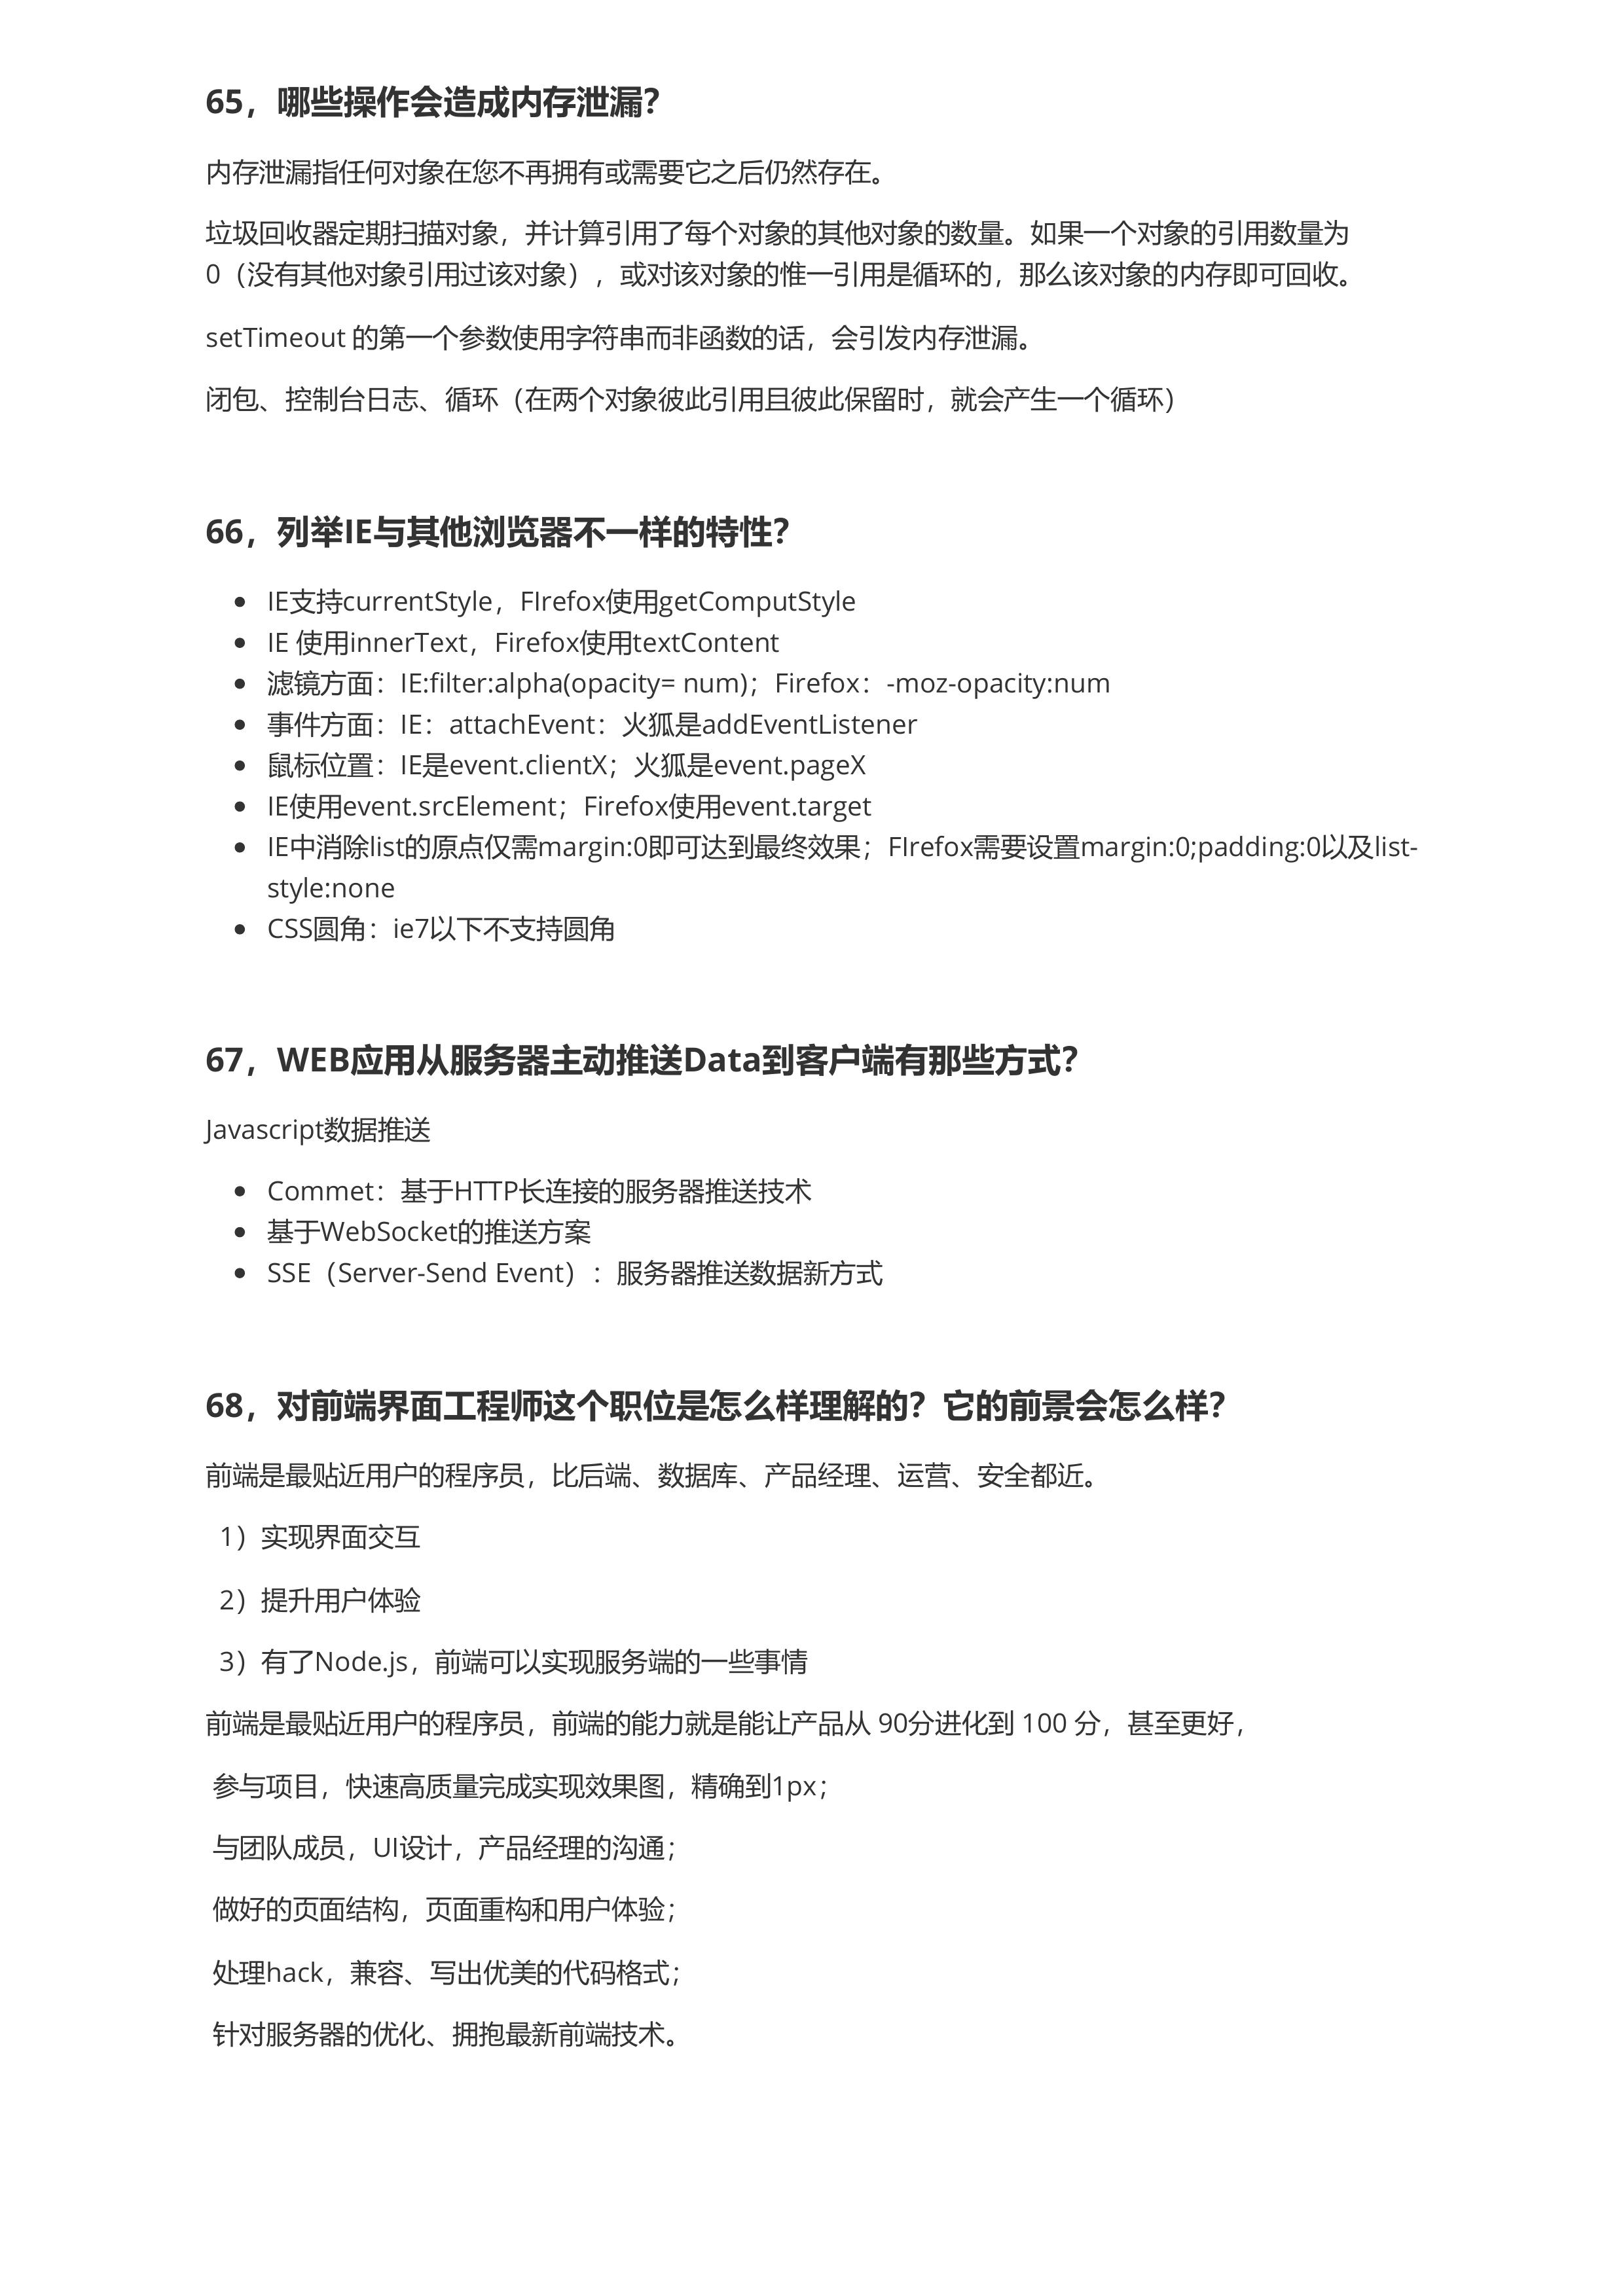 65，哪些操作会造成内存泄漏？
内存泄漏指任何对象在您不再拥有或需要它之后仍然存在。
垃圾回收器定期扫描对象，并计算引用了每个对象的其他对象的数量。如果一个对象的引用数量为
0（没有其他对象引用过该对象），或对该对象的惟一引用是循环的，那么该对象的内存即可回收。
setTimeout 的第一个参数使用字符串而非函数的话，会引发内存泄漏。
闭包、控制台日志、循环（在两个对象彼此引用且彼此保留时，就会产生一个循环）
66，列举IE与其他浏览器不一样的特性？
• IE支持currentStyle，FIrefox使用getComputStyle
• IE 使用innerText，Firefox使用textContent
• 滤镜方面：IE:filter:alpha(opacity= num)；Firefox：-moz-opacity:num
• 事件方面：IE：attachEvent：火狐是addEventListener
• 鼠标位置：IE是event.clientX；火狐是event.pageX
• IE使用event.srcElement；Firefox使用event.target
• IE中消除list的原点仅需margin:0即可达到最终效果；FIrefox需要设置margin:0;padding:0以及list-
style:none
• CSS圆角：ie7以下不支持圆角
67，WEB应用从服务器主动推送Data到客户端有那些方式？
Javascript数据推送
• Commet：基于HTTP长连接的服务器推送技术
• 基于WebSocket的推送方案
• SSE（Server-Send Event）：服务器推送数据新方式
68，对前端界面工程师这个职位是怎么样理解的？它的前景会怎么样？
前端是最贴近用户的程序员，比后端、数据库、产品经理、运营、安全都近。
1）实现界面交互
2）提升用户体验
3）有了Node.js，前端可以实现服务端的一些事情
前端是最贴近用户的程序员，前端的能力就是能让产品从 90分进化到 100 分，甚至更好，
参与项目，快速高质量完成实现效果图，精确到1px；
与团队成员，UI设计，产品经理的沟通；
做好的页面结构，页面重构和用户体验；
处理hack，兼容、写出优美的代码格式；
针对服务器的优化、拥抱最新前端技术。